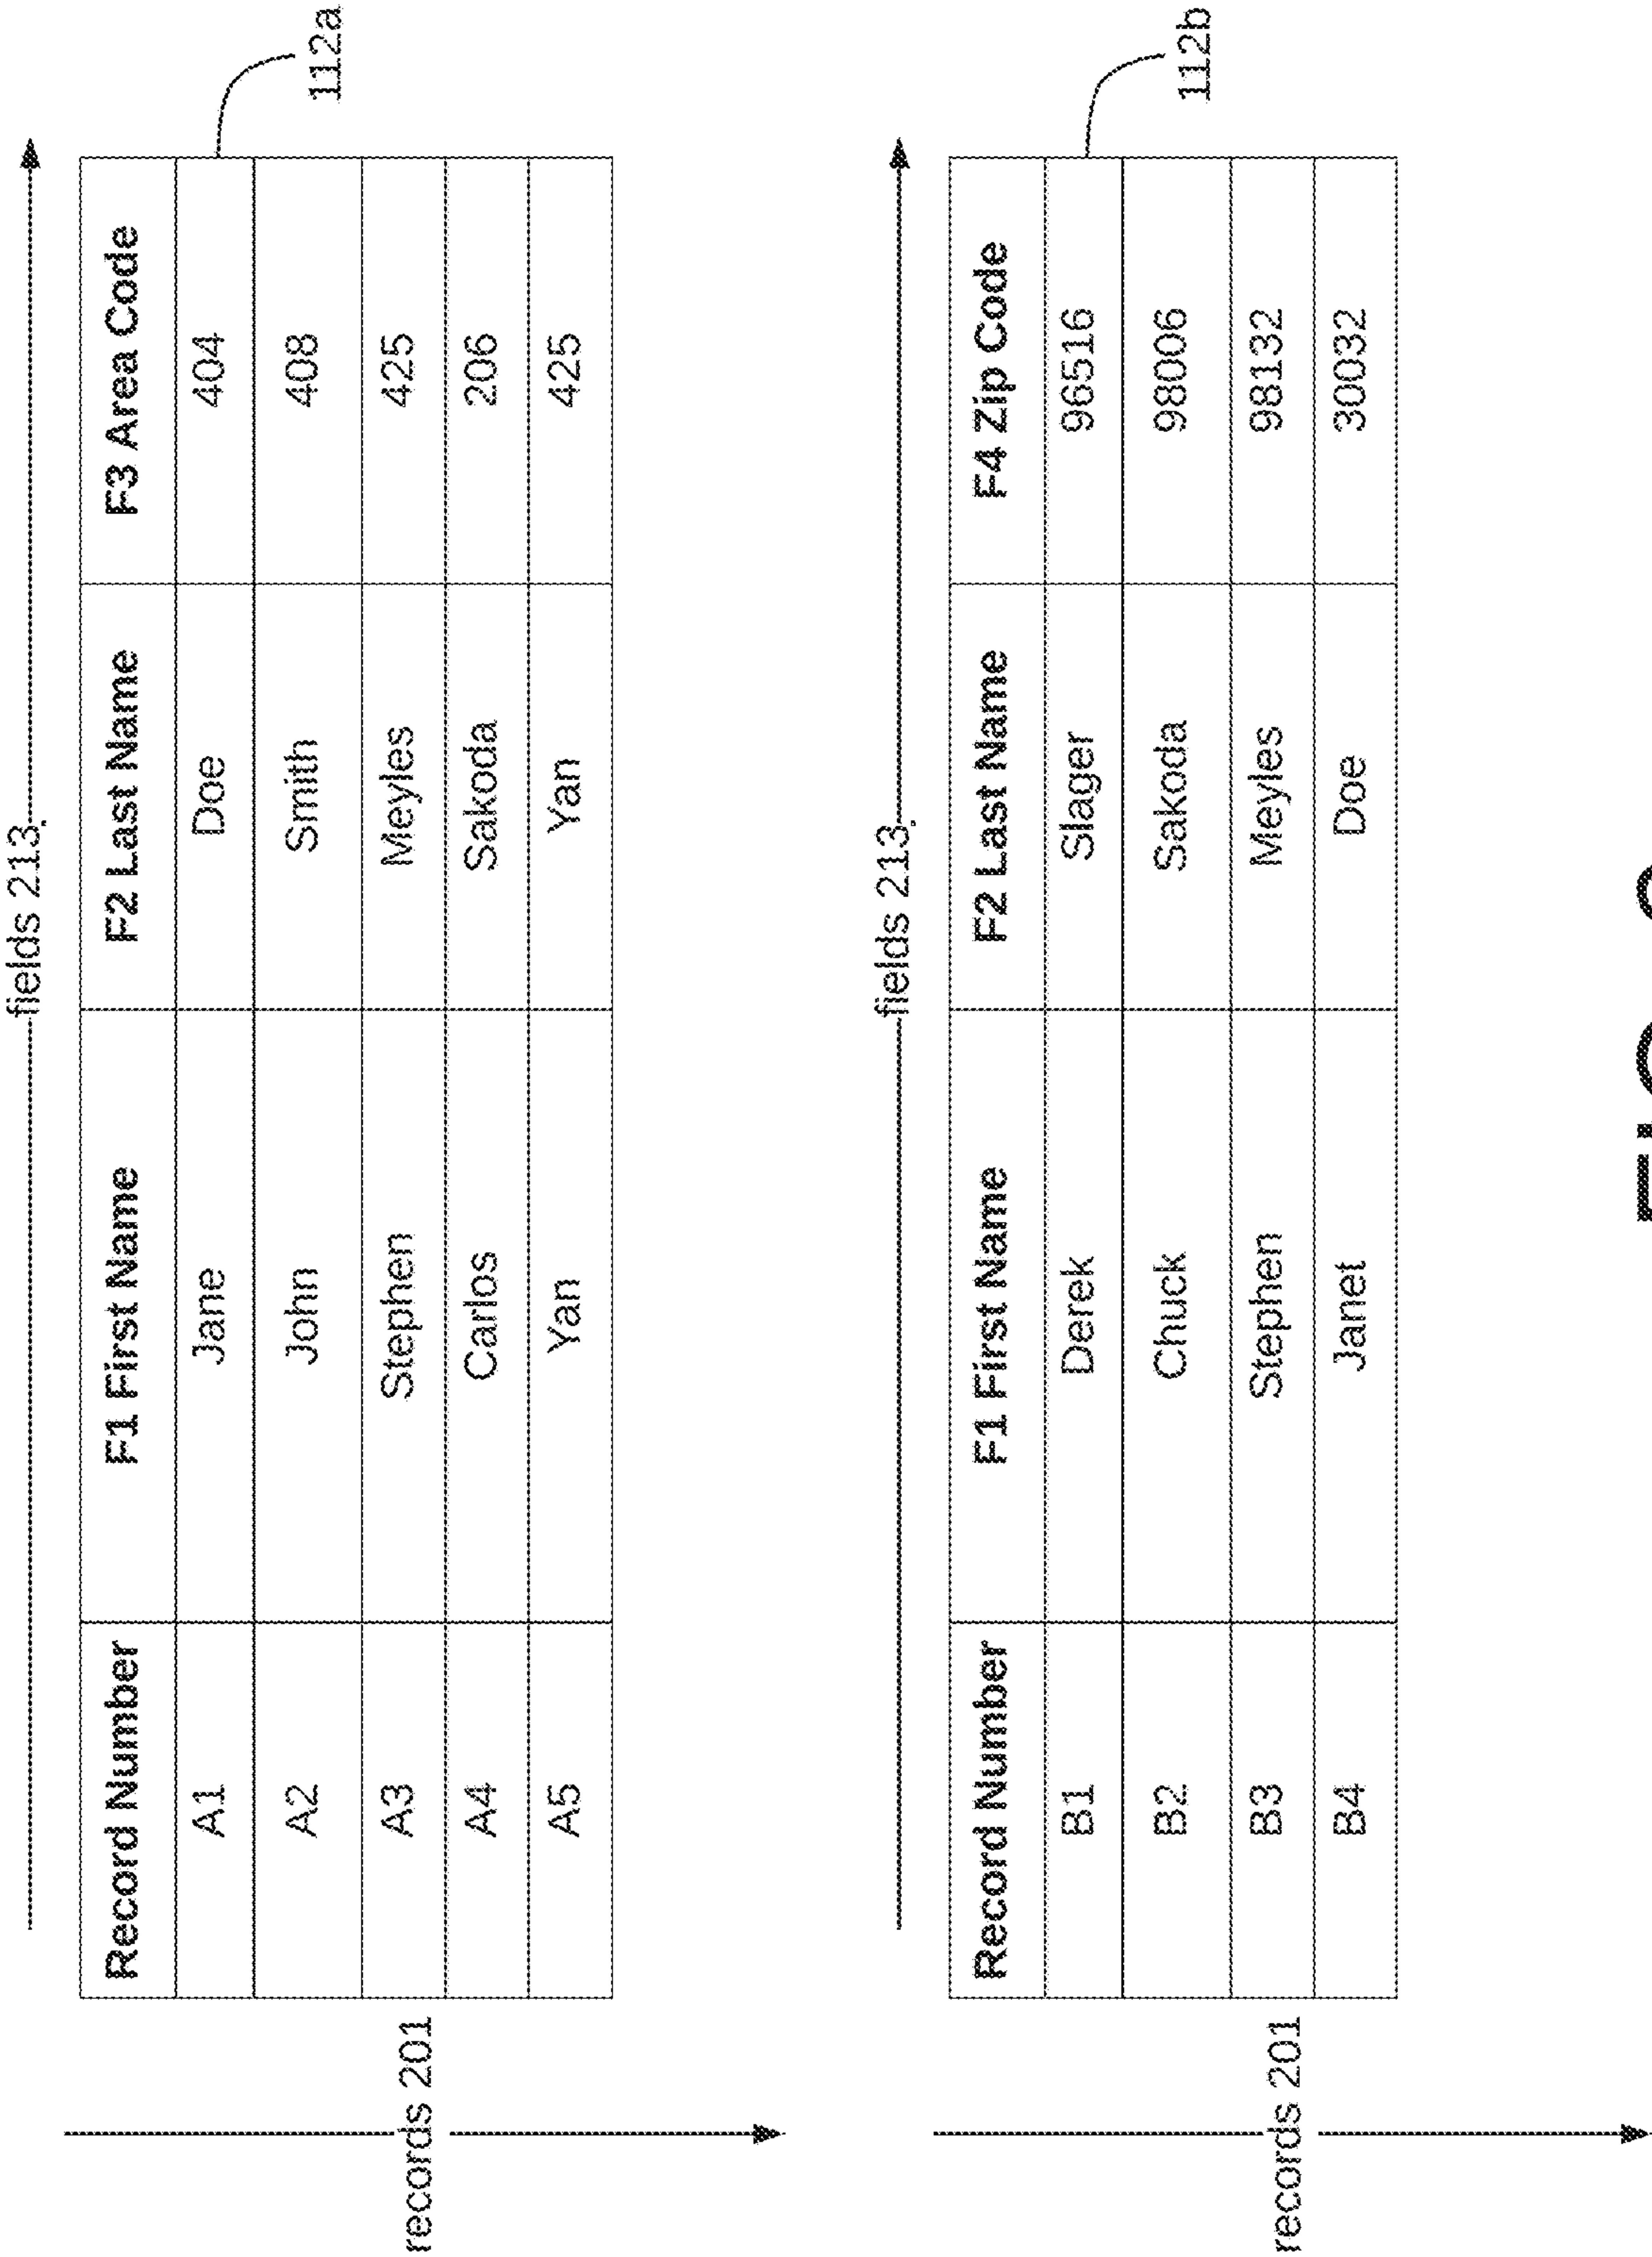 fields 213
Record Number F1 First Name F2 Last Name F3 Area Code
A1 Jane Doe 404
A2 John Smith 408
A3 Stephen Meyles 425
A4 Carlos Sakoda 206
A5 Yan Yan 425
records 201
112a
fields 213
Record Number F1 First Name F2 Last Name F4 Zip Code
B1 Derek Slager 96516
B2 Chuck Sakoda 98006
B3 Stephen Meyles 98132
B4 Janet Doe 30032
records 201
112b